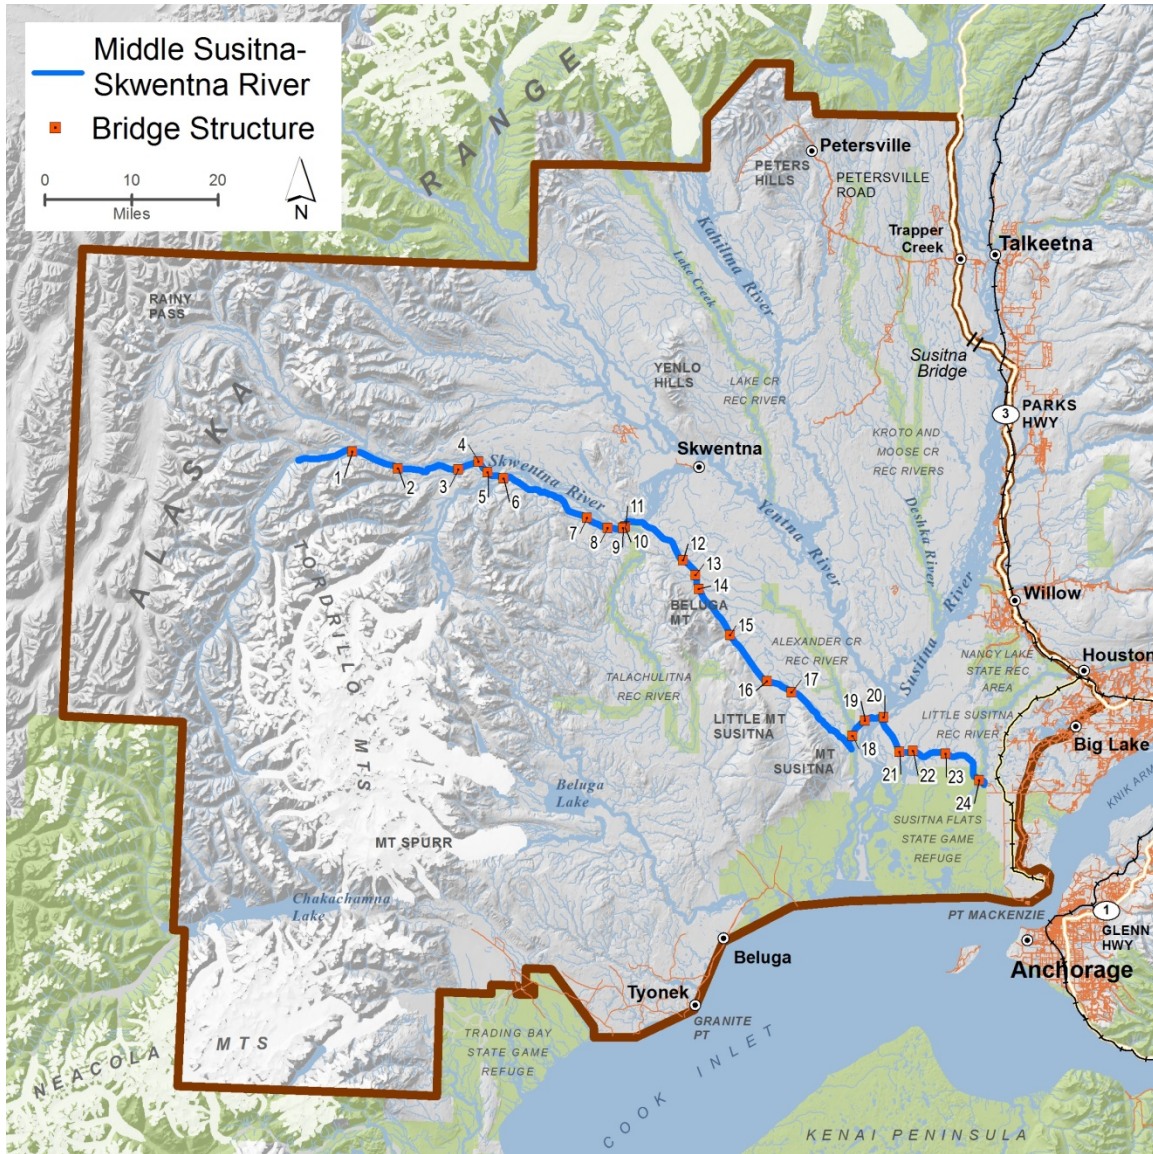 Middle Susitna-
Skwentna River
Bridge Structure
0 10 20
Miles
N
RANGE
Petersville
PETERS
HILLS
PETERSVILLE
ROAD
Kahiltna River
Lake Creek
Trapper
Creek
Talkeetna
RAINY
PASS
ALASKA
Susitna
Bridge
YENLO
HILLS
LAKE CR
REC RIVER
3
PARKS
HWY
KROTO AND
MOOSE CR
REC RIVERS
Skwentna
Skwentna River
Yentna River
Deshka River
Susitna River
1
2
3
4
5
6
7
8
9
10
11
12
13
14
15
16
17
18
19
20
21
22
23
24
TORDRILLO MTS
BELUGA
MT
ALEXANDER CR
REC RIVER
TALACHULITNA
REC RIVER
Willow
NANCY LAKE
STATE REC
AREA
Houston
LITTLE MT
SUSITNA
LITTLE SUSITNA
REC RIVER
Big Lake
MT
SUSITNA
KNIK ARM
Beluga
Lake
SUSITNA FLATS
STATE GAME
REFUGE
MT SPURR
Chakachamna
Lake
PT MACKENZIE
1
GLENN
HWY
Beluga
Anchorage
Tyonek
GRANITE
PT
TRADING BAY
STATE GAME
REFUGE
NEACOLA MTS
COOK INLET
KENAI PENINSULA